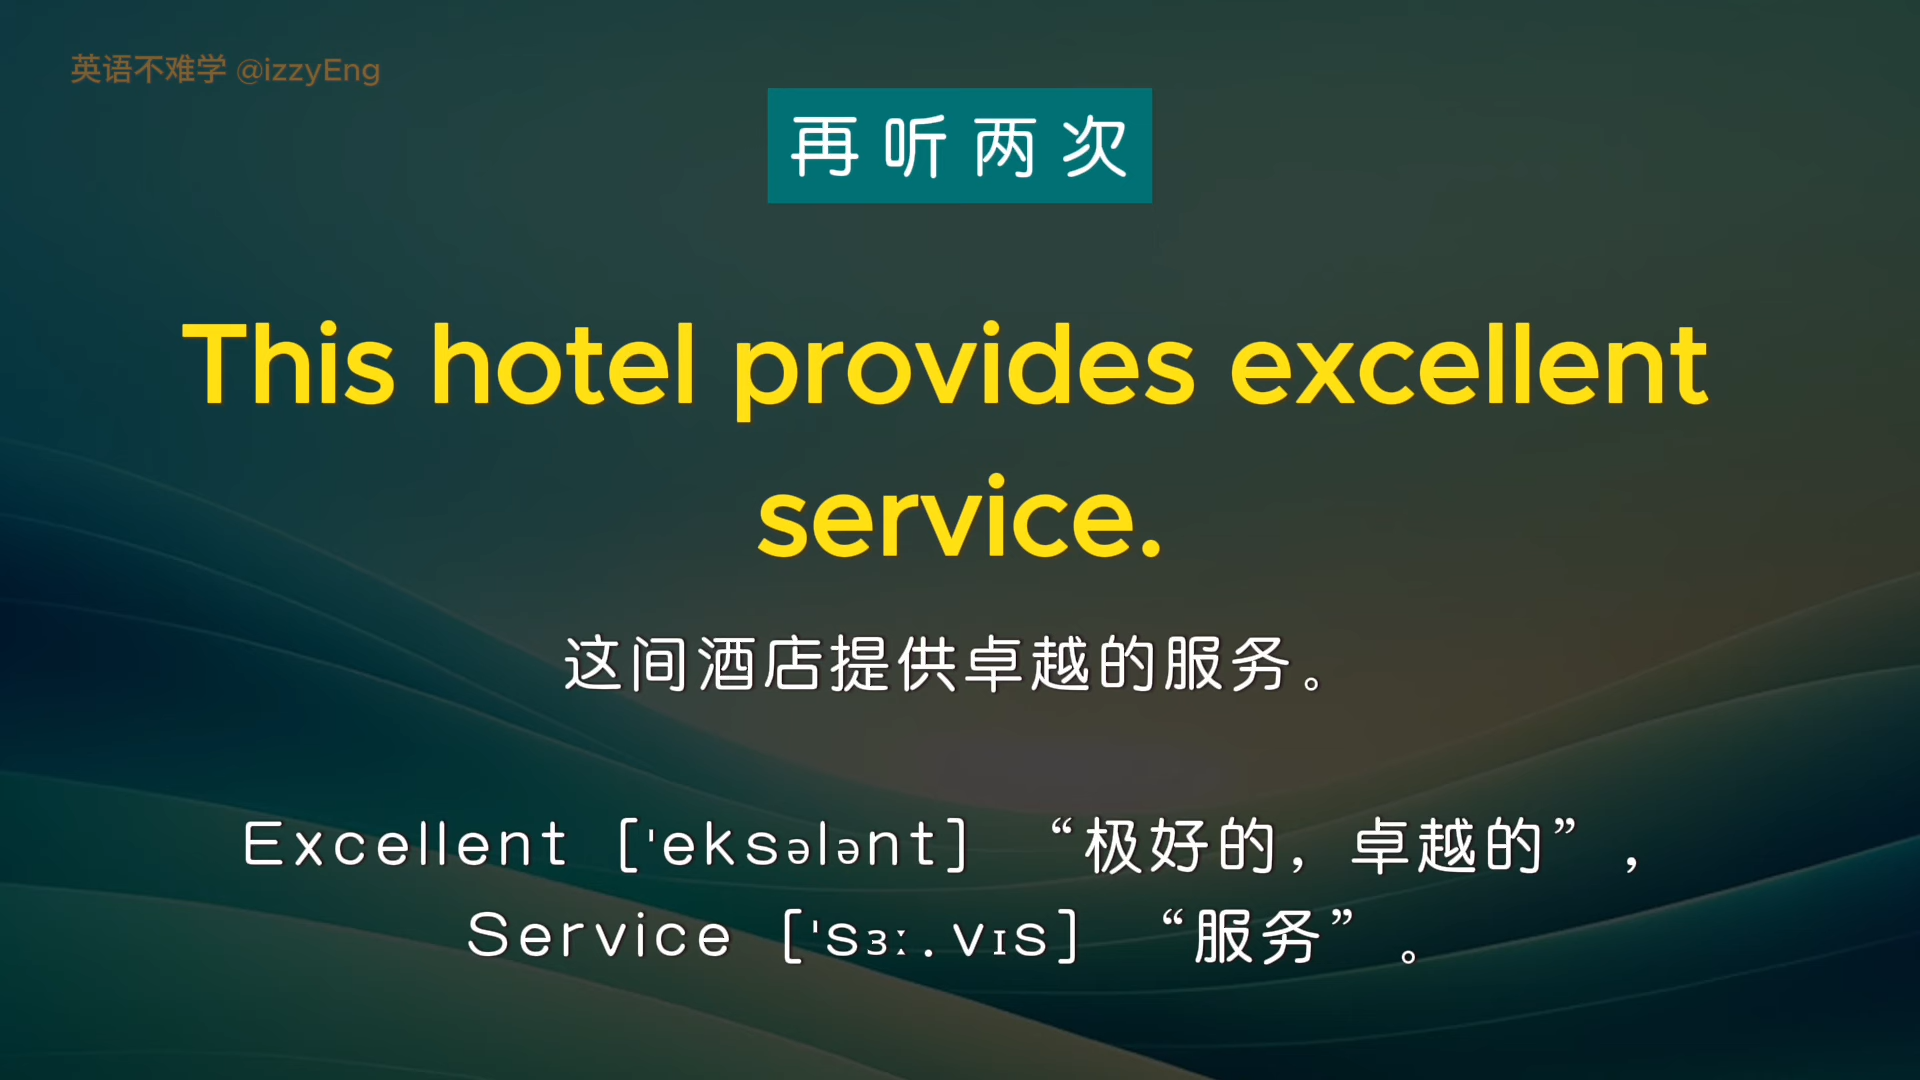 英语不难学 @izzyEng
再听两次
This hotel provides excellent
service.
这间酒店提供卓越的服务。
Excellent ['eksələnt] “极好的，卓越的”，
Service ['sɜː.vɪs] “服务”。